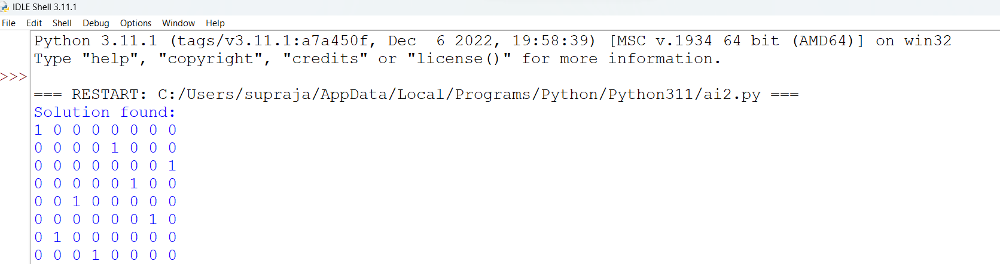 IDLE Shell 3.11.1
File Edit Shell Debug Options Window Help
Python 3.11.1 (tags/v3.11.1:a7a450f, Dec  6 2022, 19:58:39) [MSC v.1934 64 bit (AMD64)] on win32
Type "help", "copyright", "credits" or "license()" for more information.
>>>
=== RESTART: C:/Users/supraja/AppData/Local/Programs/Python/Python311/ai2.py ===
Solution found:
1 0 0 0 0 0 0 0
0 0 0 0 1 0 0 0
0 0 0 0 0 0 0 1
0 0 0 0 0 1 0 0
0 0 1 0 0 0 0 0
0 0 0 0 0 0 1 0
0 1 0 0 0 0 0 0
0 0 0 1 0 0 0 0